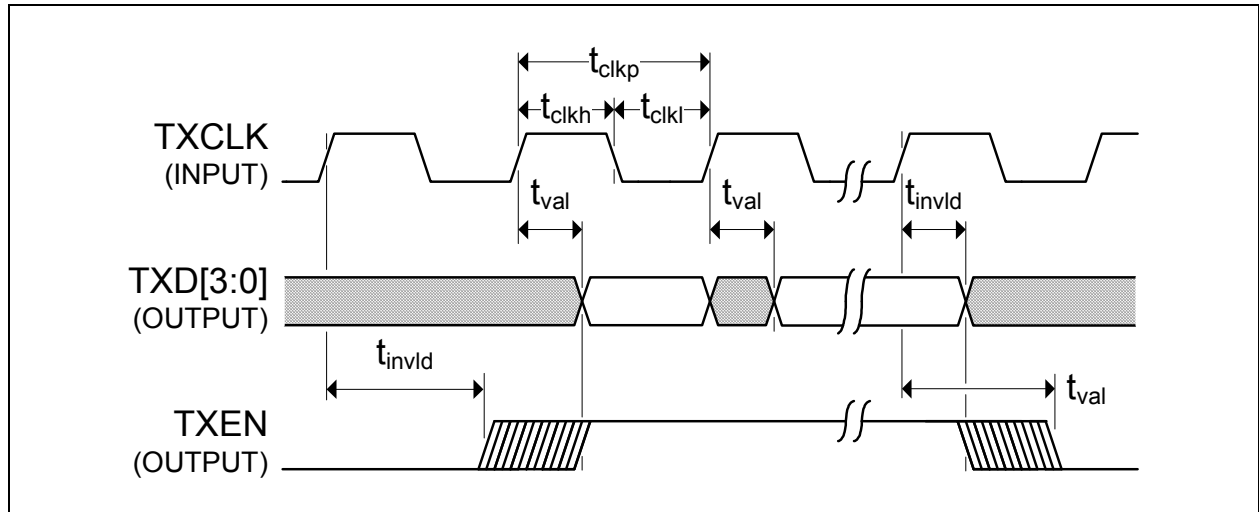 tclkp
tclkh tclkl
TXCLK
(INPUT)
tval tval tinvld
TXD[3:0]
(OUTPUT)
tinvld
tval
TXEN
(OUTPUT)